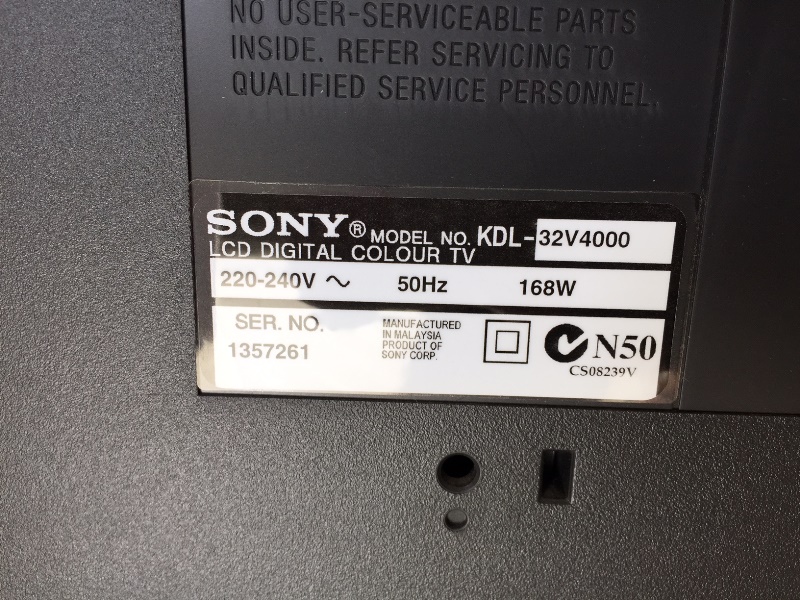 NO USER-SERVICEABLE PARTS
INSIDE. REFER SERVICING TO
QUALIFIED SERVICE PERSONNEL.
SONY® MODEL NO. KDL-32V4000
LCD DIGITAL COLOUR TV
220-240V ~ 50Hz 168W
SER. NO.
1357261
MANUFACTURED
IN MALAYSIA
PRODUCT OF
SONY CORP.
N50
CS08239V